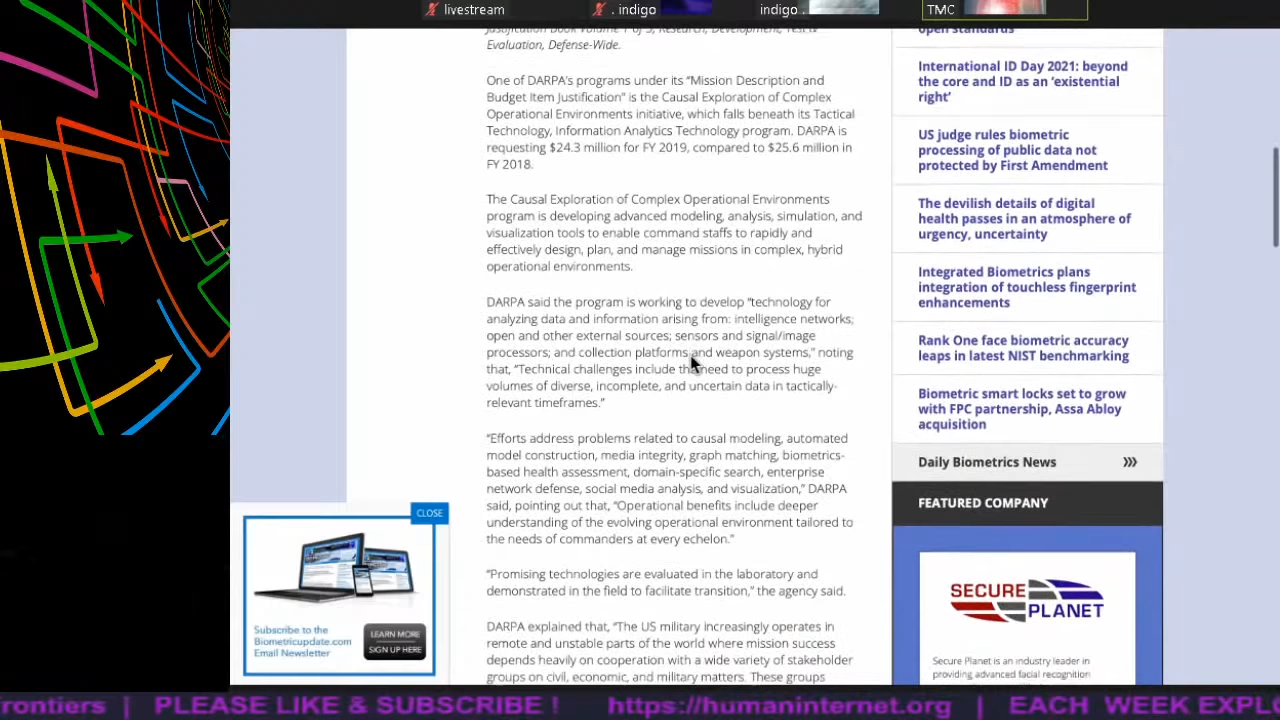 livestream
. indigo
indigo .
TMC
Justification Book Volume 1 of 5, Research, Development, Test &
Evaluation, Defense-Wide.
One of DARPA's programs under its “Mission Description and
Budget Item Justification” is the Causal Exploration of Complex
Operational Environments initiative, which falls beneath its Tactical
Technology, Information Analytics Technology program. DARPA is
requesting $24.3 million for FY 2019, compared to $25.6 million in
FY 2018.
The Causal Exploration of Complex Operational Environments
program is developing advanced modeling, analysis, simulation, and
visualization tools to enable command staffs to rapidly and
effectively design, plan, and manage missions in complex, hybrid
operational environments.
DARPA said the program is working to develop “technology for
analyzing data and information arising from: intelligence networks;
open and other external sources; sensors and signal/image
processors; and collection platforms and weapon systems,” noting
that, “Technical challenges include the need to process huge
volumes of diverse, incomplete, and uncertain data in tactically-
relevant timeframes.”
“Efforts address problems related to causal modeling, automated
model construction, media integrity, graph matching, biometrics-
based health assessment, domain-specific search, enterprise
network defense, social media analysis, and visualization,” DARPA
said, pointing out that, “Operational benefits include deeper
understanding of the evolving operational environment tailored to
the needs of commanders at every echelon.”
“Promising technologies are evaluated in the laboratory and
demonstrated in the field to facilitate transition,” the agency said.
DARPA explained that, “The US military increasingly operates in
remote and unstable parts of the world where mission success
depends heavily on cooperation with a wide variety of stakeholder
groups on civil, economic, and military matters. These groups
open standards
International ID Day 2021: beyond
the core and ID as an ‘existential
right’
US judge rules biometric
processing of public data not
protected by First Amendment
The devilish details of digital
health passes in an atmosphere of
urgency, uncertainty
Integrated Biometrics plans
integration of touchless fingerprint
enhancements
Rank One face biometric accuracy
leaps in latest NIST benchmarking
Biometric smart locks set to grow
with FPC partnership, Assa Abloy
acquisition
Daily Biometrics News
FEATURED COMPANY
SECURE
PLANET
Secure Planet is an industry leader in
providing advanced facial recognition
CLOSE
Subscribe to the
Biometricupdate.com
Email Newsletter
LEARN MORE
SIGN UP HERE
rontiers | PLEASE LIKE & SUBSCRIBE ! https://humaninternet.org | EACH WEEK EXPL